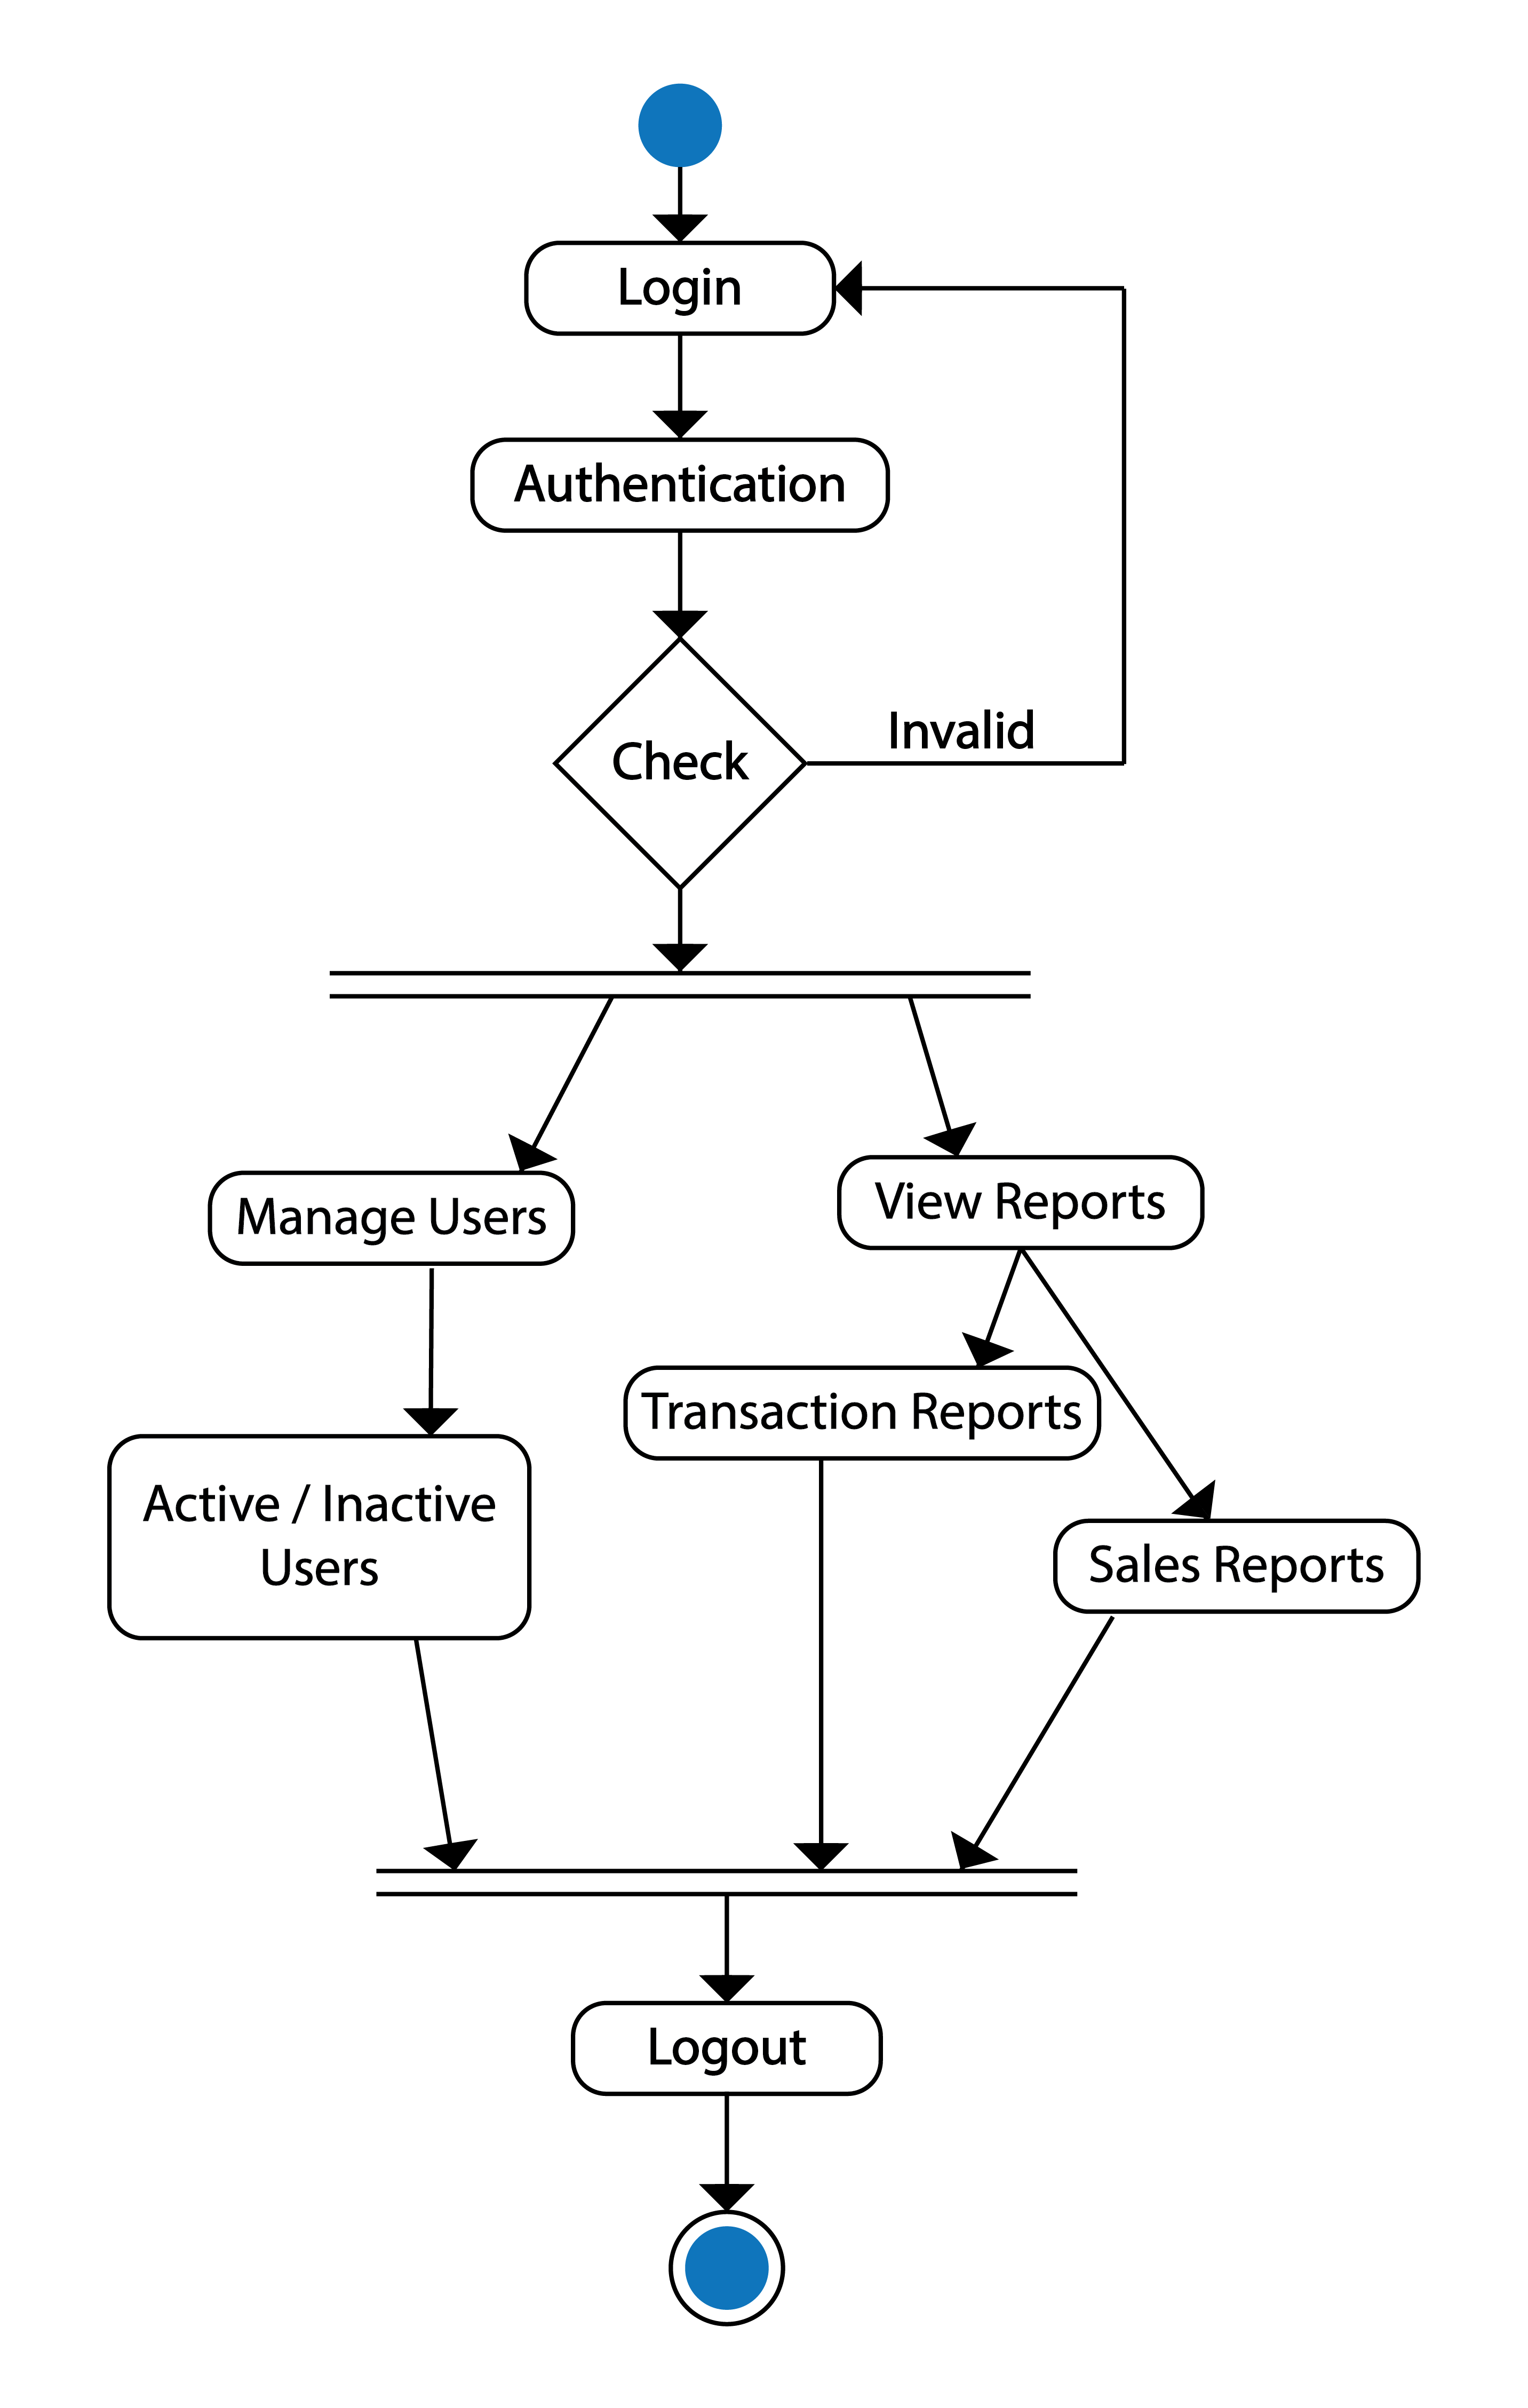 Login
Authentication
Invalid
Check
Manage Users
View Reports
Transaction Reports
Active / Inactive
Users
Sales Reports
Logout